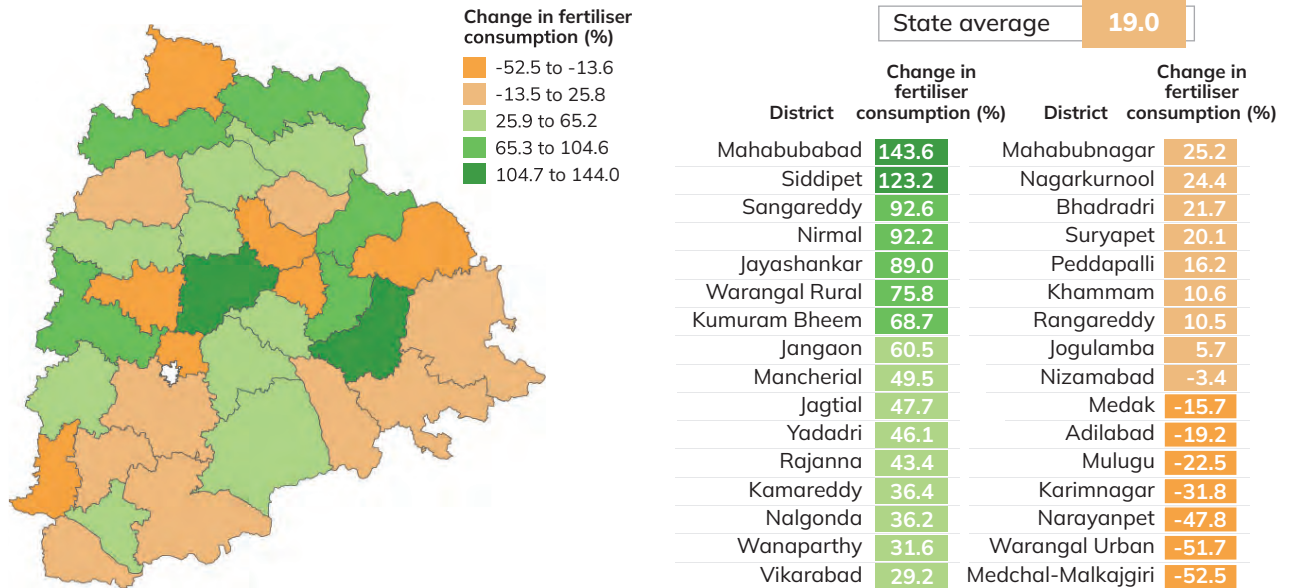 Change in fertiliser
consumption (%)
-52.5 to -13.6
-13.5 to 25.8
25.9 to 65.2
65.3 to 104.6
104.7 to 144.0
State average 19.0
District
Change in
fertiliser
consumption (%)
Mahabubabad 143.6
Siddipet 123.2
Sangareddy 92.6
Nirmal 92.2
Jayashankar 89.0
Warangal Rural 75.8
Kumuram Bheem 68.7
Jangaon 60.5
Mancherial 49.5
Jagtial 47.7
Yadadri 46.1
Rajanna 43.4
Kamareddy 36.4
Nalgonda 36.2
Wanaparthy 31.6
Vikarabad 29.2
District
Change in
fertiliser
consumption (%)
Mahabubnagar 25.2
Nagarkurnool 24.4
Bhadradri 21.7
Suryapet 20.1
Peddapalli 16.2
Khammam 10.6
Rangareddy 10.5
Jogulamba 5.7
Nizamabad -3.4
Medak -15.7
Adilabad -19.2
Mulugu -22.5
Karimnagar -31.8
Narayanpet -47.8
Warangal Urban -51.7
Medchal-Malkajgiri -52.5